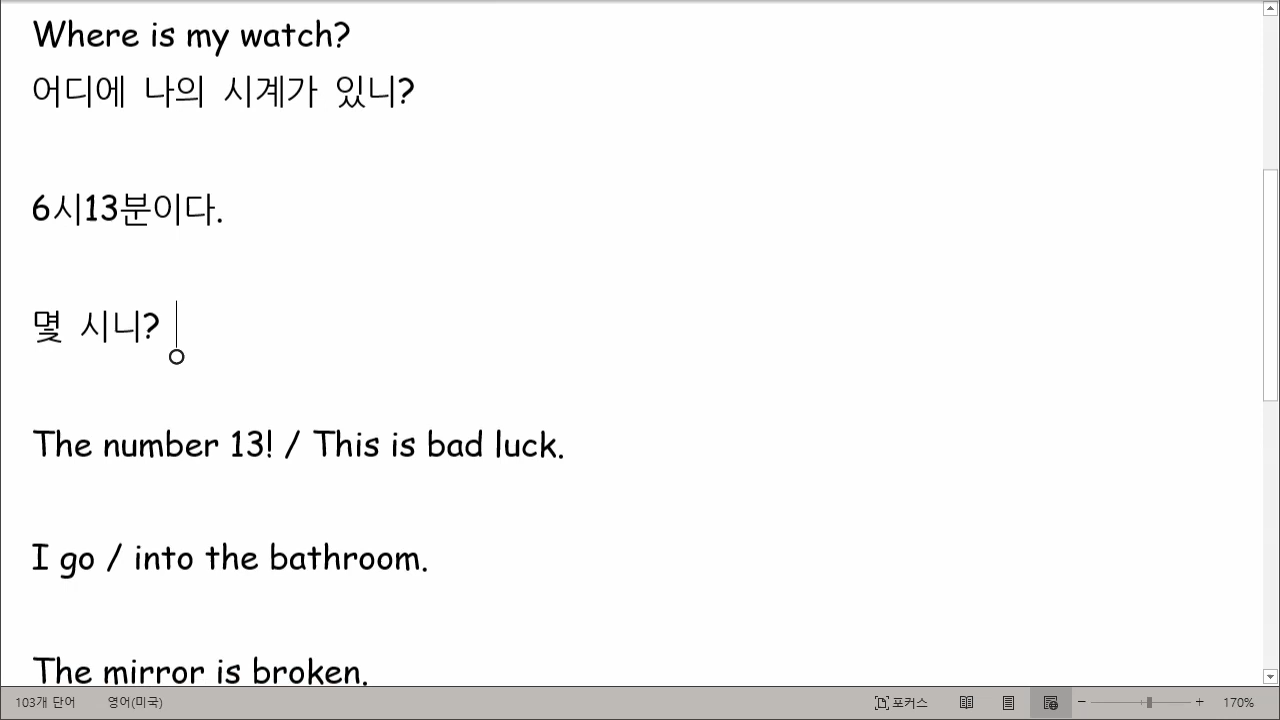 Where is my watch?
어디에 나의 시계가 있니?
6시13분이다.
몇 시니?
The number 13! / This is bad luck.
I go / into the bathroom.
The mirror is broken.
103개 단어 영어(미국) 포커스 170%